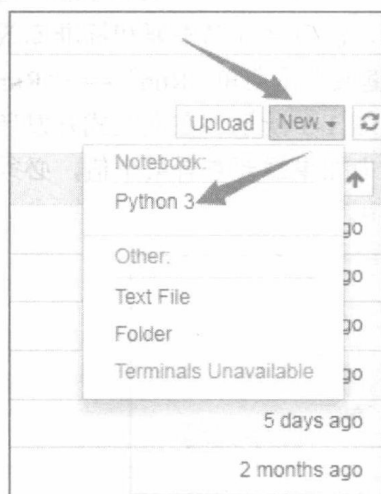 Upload New
Notebook:
Python 3
go
Other:
go
Text File
go
Folder
Terminals Unavailable
go
5 days ago
2 months ago